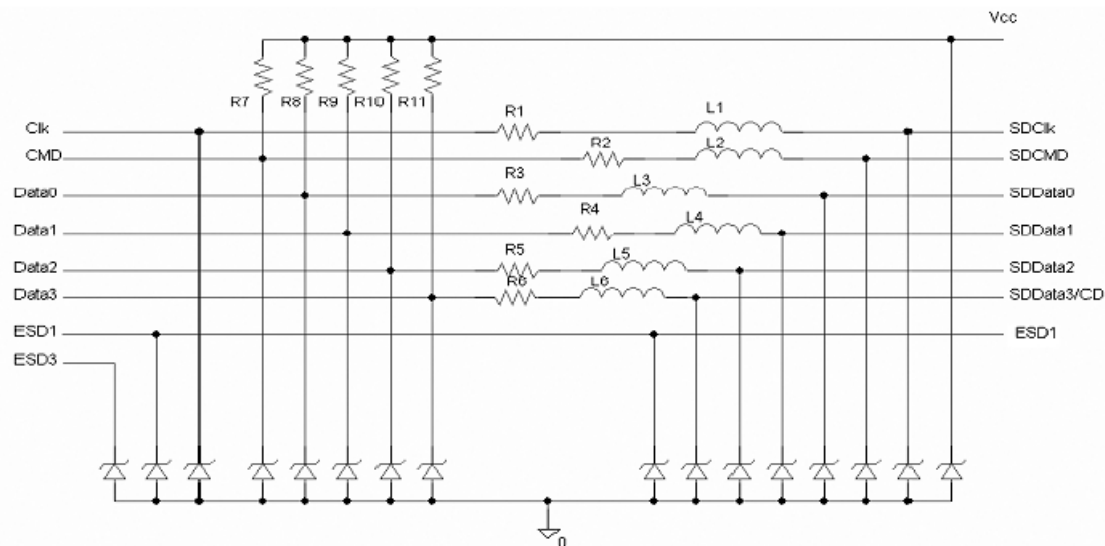 Vcc
R7 R8 R9 R10 R11
Clk R1 L1 SDClk
CMD R2 L2 SDCMD
Data0 R3 L3 SDData0
Data1 R4 L4 SDData1
Data2 R5 L5 SDData2
Data3 R6 L6 SDData3/CD
ESD1 ESD1
ESD3
0